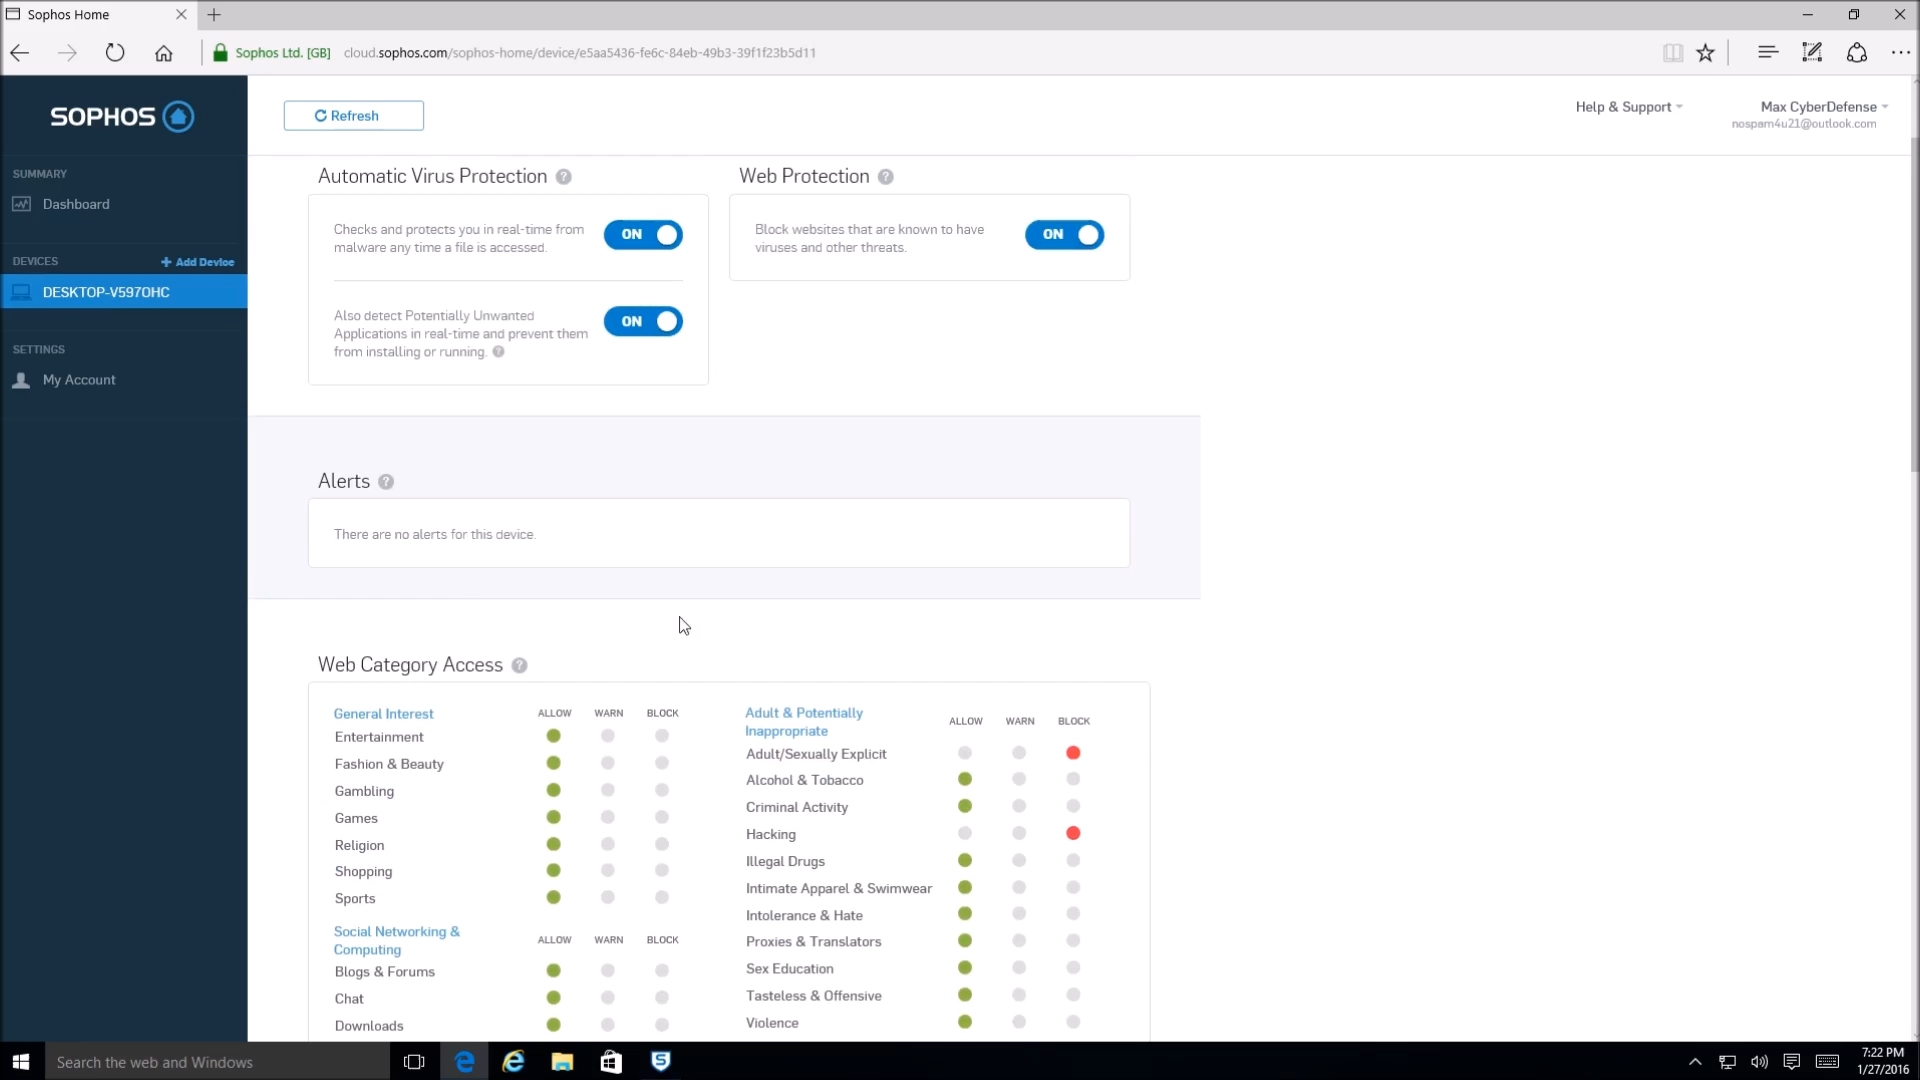 Sophos Home
Sophos Ltd. [GB] cloud.sophos.com/sophos-home/device/e5aa5436-fe6c-84eb-49b3-39f1f23b5d11
SOPHOS
Refresh
Help & Support
Max CyberDefense
nospam4u21@outlook.com
SUMMARY
Dashboard
DEVICES + Add Device
DESKTOP-V597OHC
SETTINGS
My Account
Automatic Virus Protection ?
Checks and protects you in real-time from
malware any time a file is accessed.
ON
Also detect Potentially Unwanted
Applications in real-time and prevent them
from installing or running. ?
ON
Web Protection ?
Block websites that are known to have
viruses and other threats.
ON
Alerts ?
There are no alerts for this device.
Web Category Access ?
General Interest ALLOW WARN BLOCK
Entertainment
Fashion & Beauty
Gambling
Games
Religion
Shopping
Sports
Social Networking &
Computing
ALLOW WARN BLOCK
Blogs & Forums
Chat
Downloads
Adult & Potentially
Inappropriate
ALLOW WARN BLOCK
Adult/Sexually Explicit
Alcohol & Tobacco
Criminal Activity
Hacking
Illegal Drugs
Intimate Apparel & Swimwear
Intolerance & Hate
Proxies & Translators
Sex Education
Tasteless & Offensive
Violence
Search the web and Windows
7:22 PM
1/27/2016